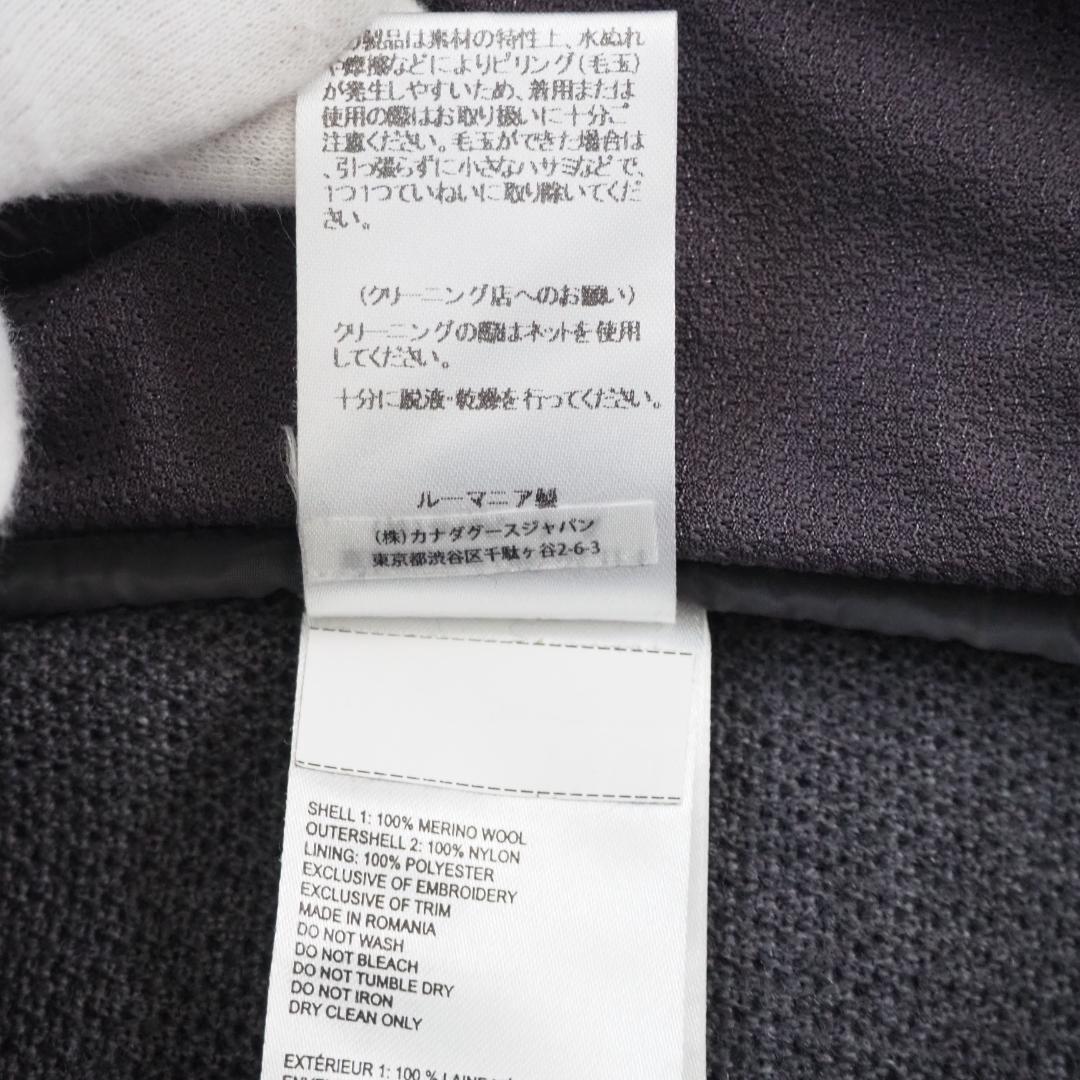 製品は素材の特性上、水ぬれ
や摩擦などによりピリング(毛玉)
が発生しやすいため、着用または
使用の際はお取り扱いに十分ご
注意ください。毛玉ができた場合は
、引っ張らずに小さなハサミなどで、
1つ1つていねいに取り除いてくだ
さい。
(クリーニング店へのお願い)
クリーニングの際はネットを使用
してください。
十分に脱液・乾燥を行ってください。
ルーマニア製
(株)カナダグースジャパン
東京都渋谷区千駄ヶ谷2-6-3
SHELL 1: 100% MERINO WOOL
OUTERSHELL 2: 100% NYLON
LINING: 100% POLYESTER
EXCLUSIVE OF EMBROIDERY
EXCLUSIVE OF TRIM
MADE IN ROMANIA
DO NOT WASH
DO NOT BLEACH
DO NOT TUMBLE DRY
DO NOT IRON
DRY CLEAN ONLY
EXTÉRIEUR 1: 100 %